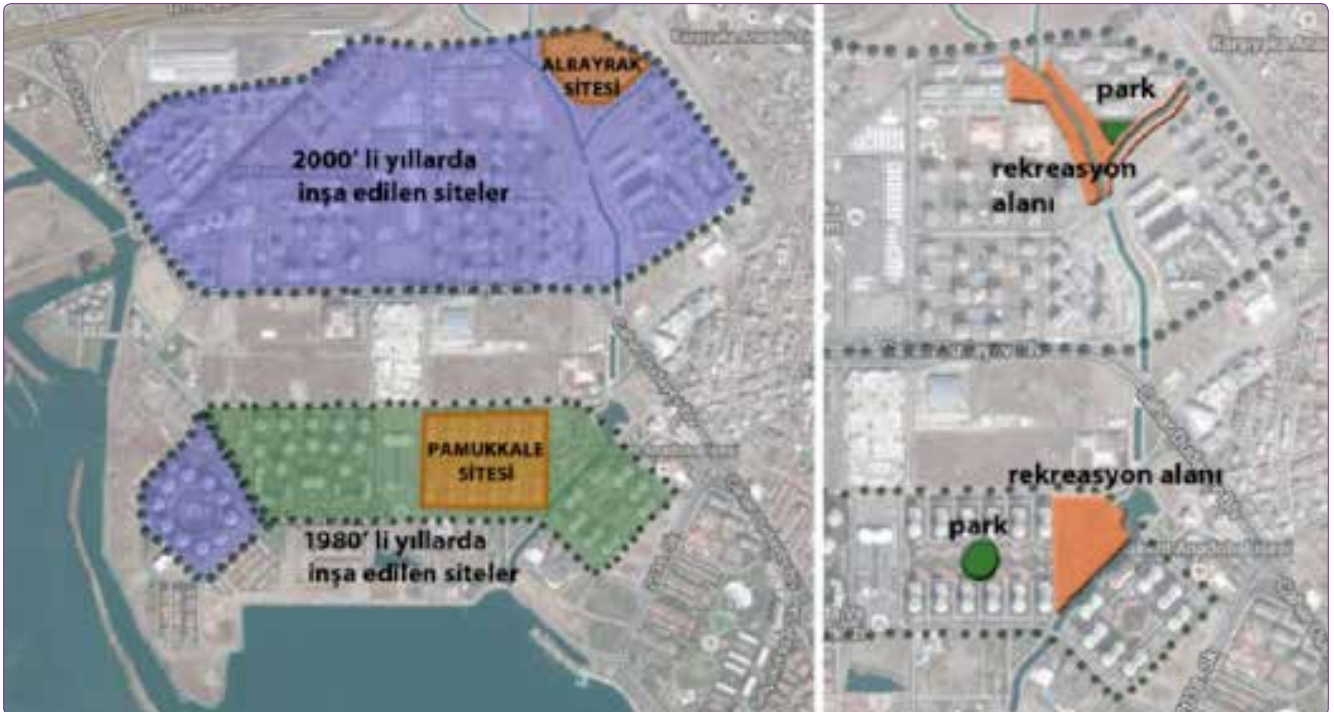 ALBAYRAK
SİTESİ
2000' li yıllarda
inşa edilen siteler
PAMUKKALE
SİTESİ
1980' li yıllarda
inşa edilen siteler
park
rekreasyon
alanı
rekreasyon alanı
park